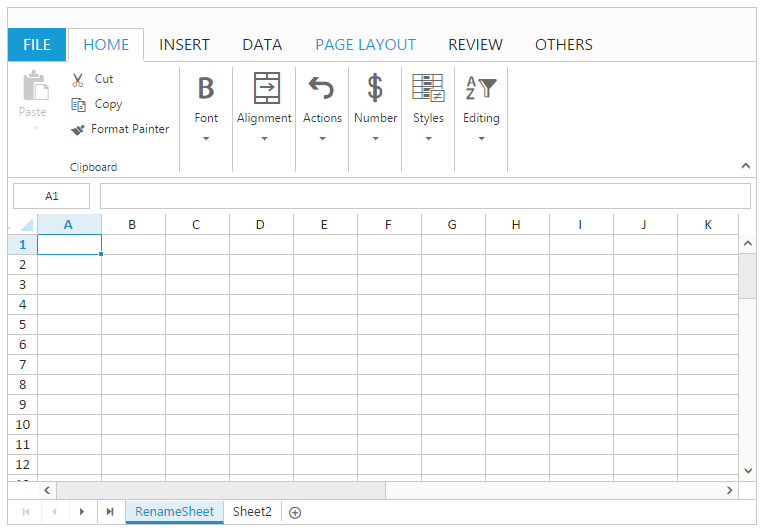 FILE HOME INSERT DATA PAGE LAYOUT REVIEW OTHERS
Paste
Cut
Copy
Format Painter
Clipboard
B
Font
Alignment
Actions
$
Number
Styles
A
Z
Editing
A1
A B C D E F G H I J K
1
2
3
4
5
6
7
8
9
10
11
12
RenameSheet Sheet2